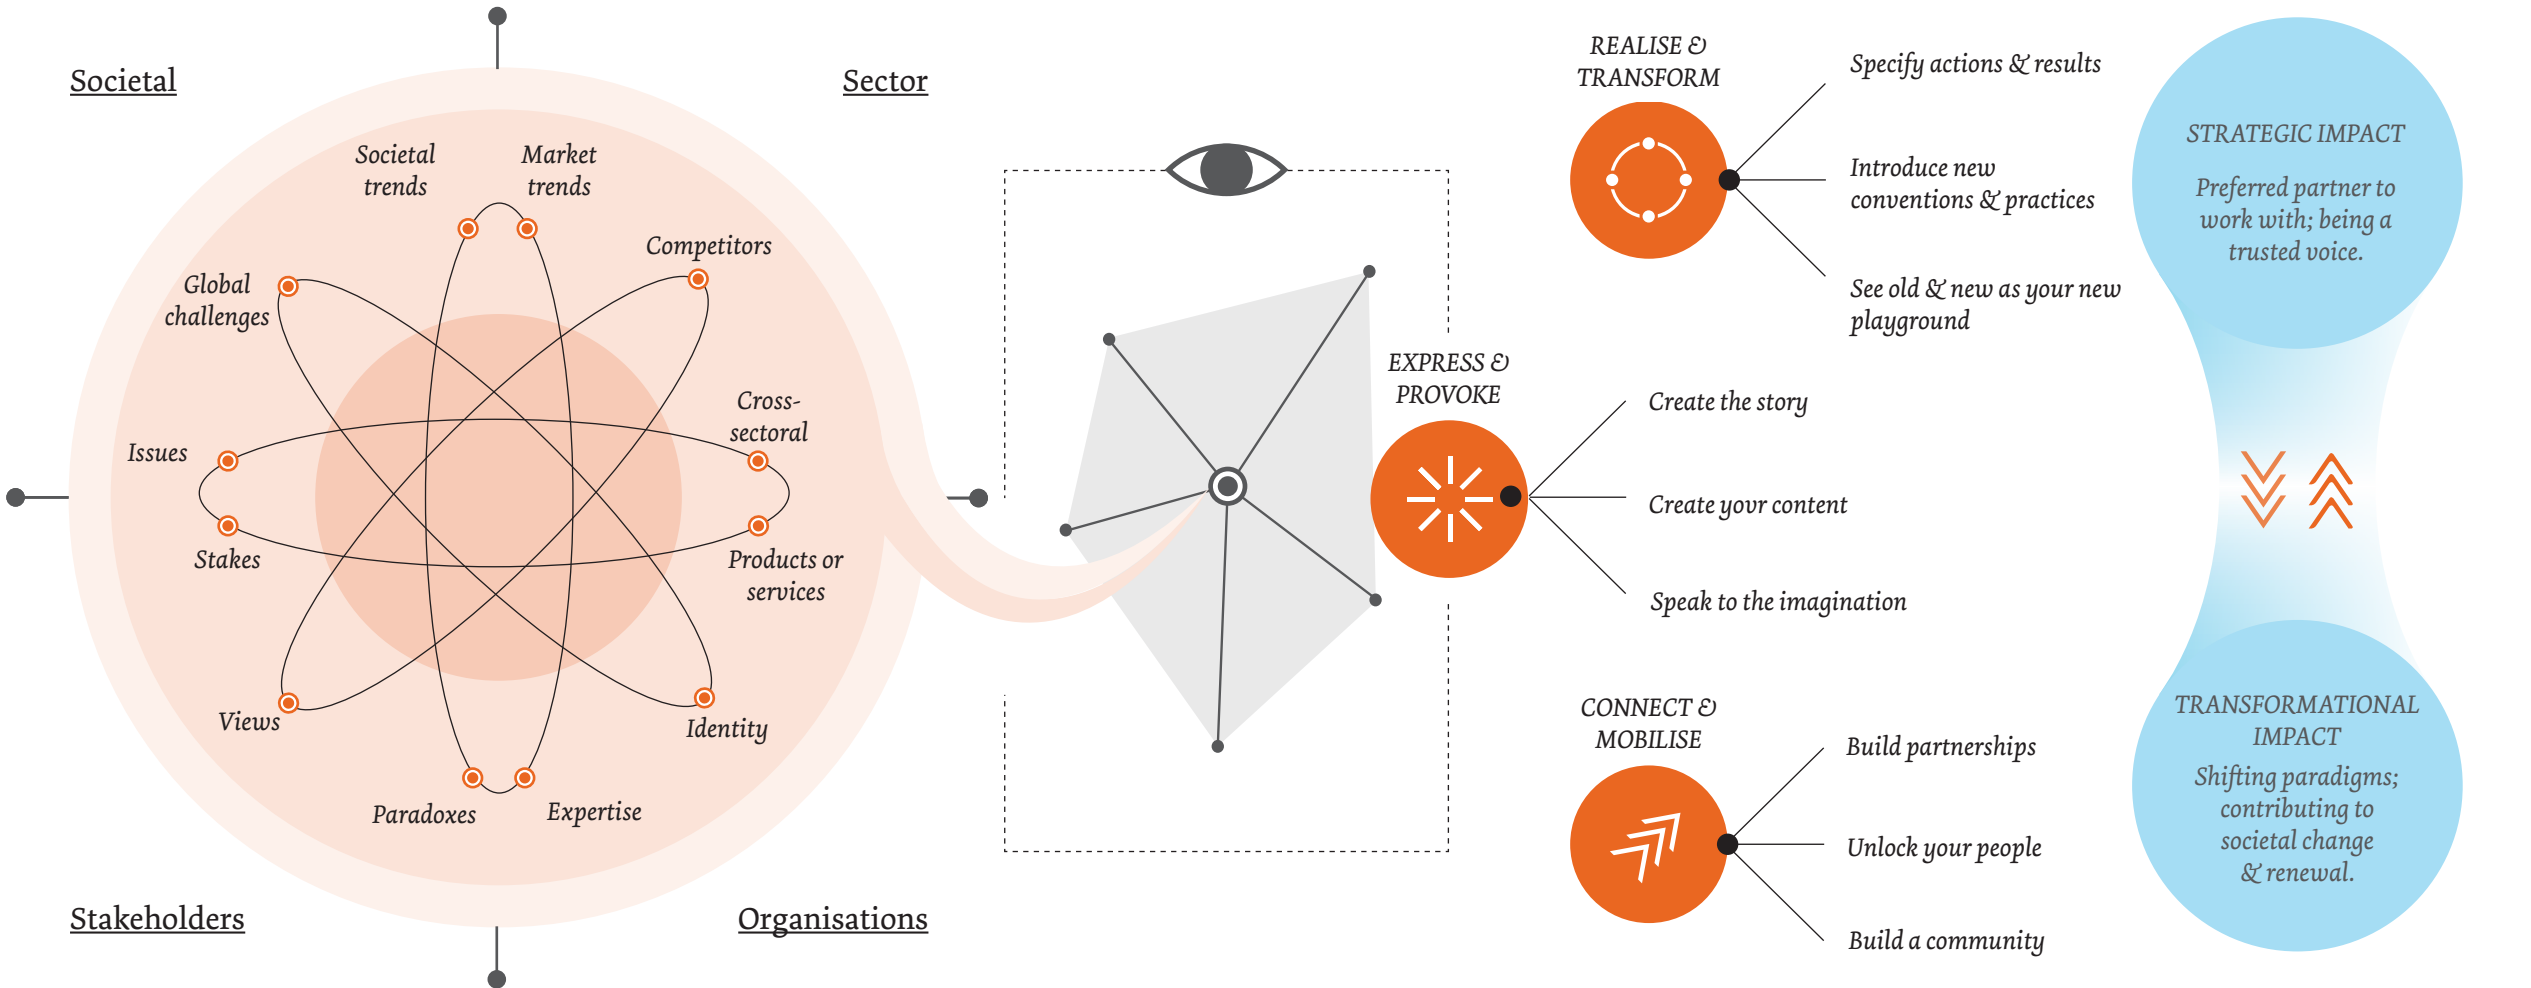 Societal
Sector
Societal
trends
Market
trends
Competitors
Global
challenges
Cross-
sectoral
Issues
Stakes
Products or
services
Views
Identity
Paradoxes
Expertise
Stakeholders
Organisations
REALISE &
TRANSFORM
Specify actions & results
Introduce new
conventions & practices
See old & new as your new
playground
EXPRESS &
PROVOKE
Create the story
Create yovr content
Speak to the imagination
CONNECT &
MOBILISE
Build partnerships
Unlock your people
Build a community
STRATEGIC IMPACT
Preferred partner to
work with; being a
trusted voice.
TRANSFORMATIONAL
IMPACT
Shifting paradigms;
contributing to
societal change
& renewal.